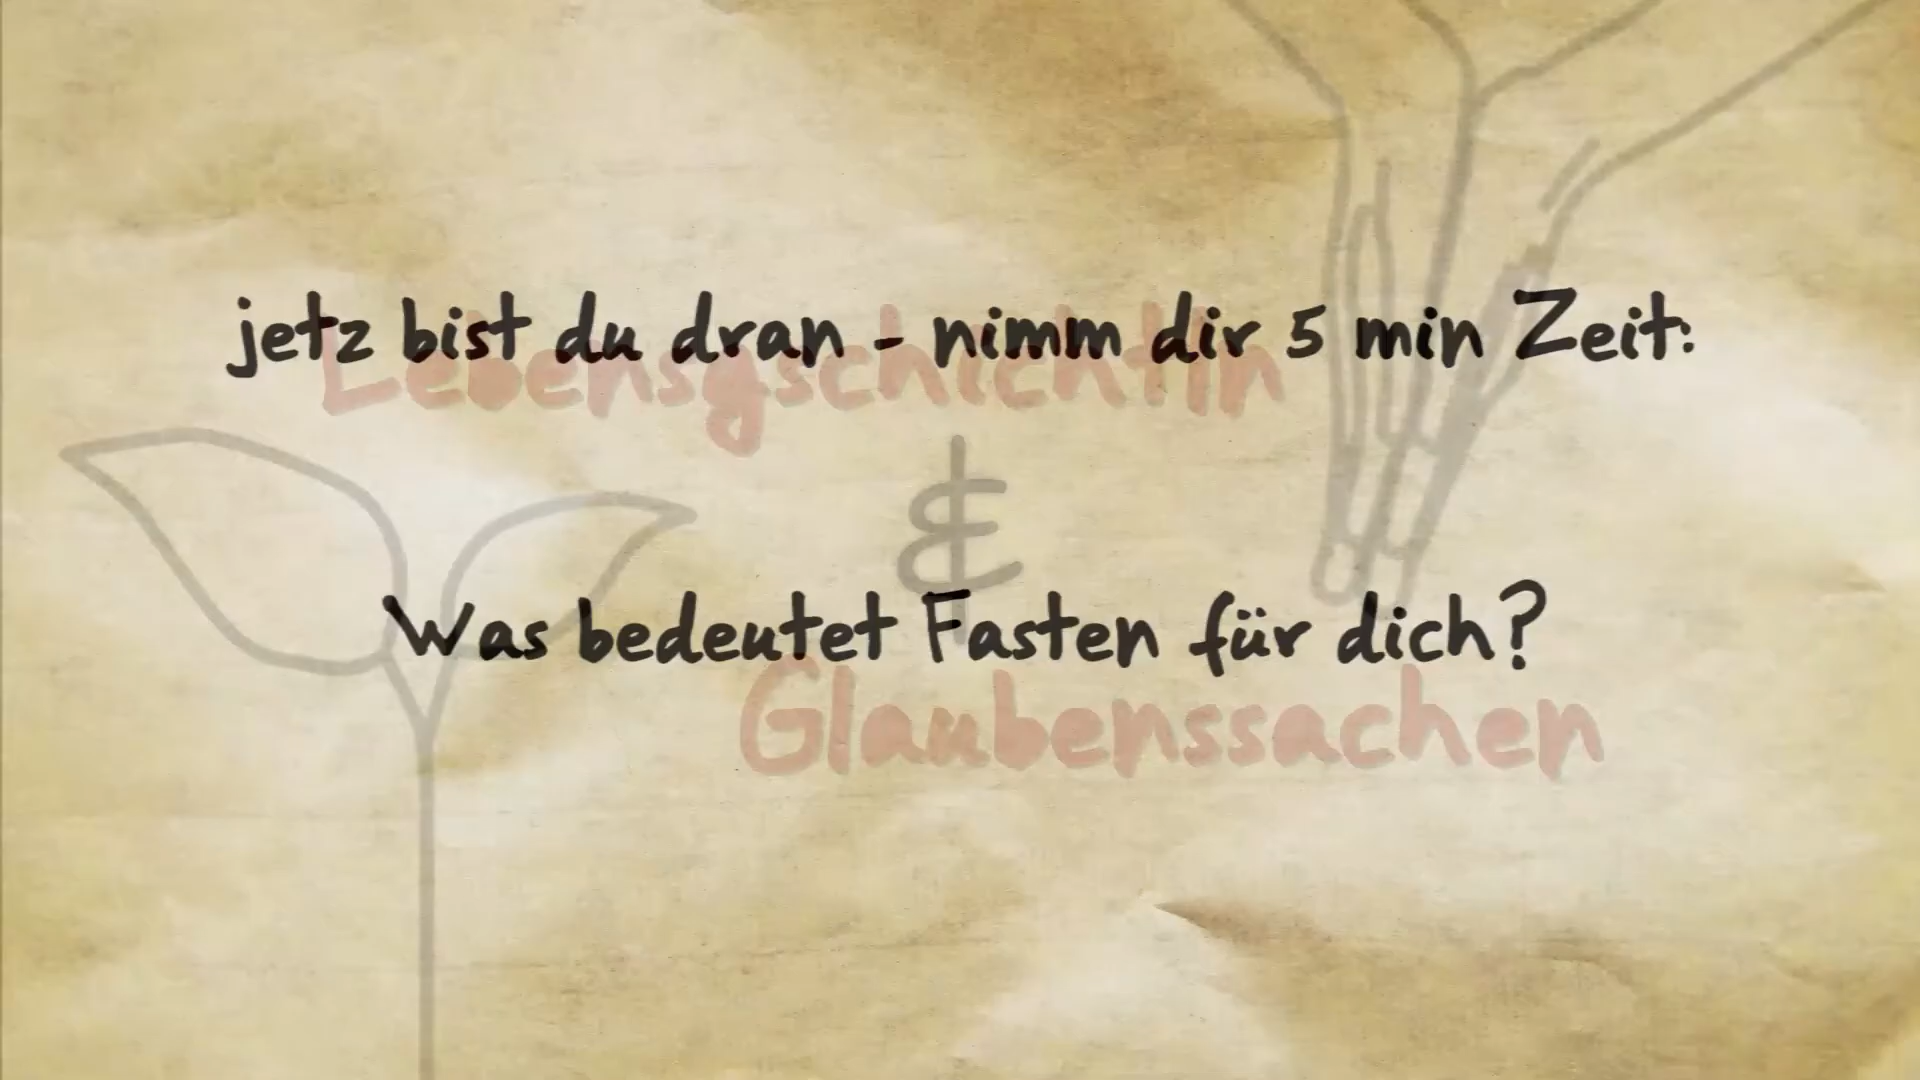 jetz bist du dran - nimm dir 5 min Zeit:
Lebensgschichtln
&
Was bedeutet Fasten für dich?
Glaubenssachen